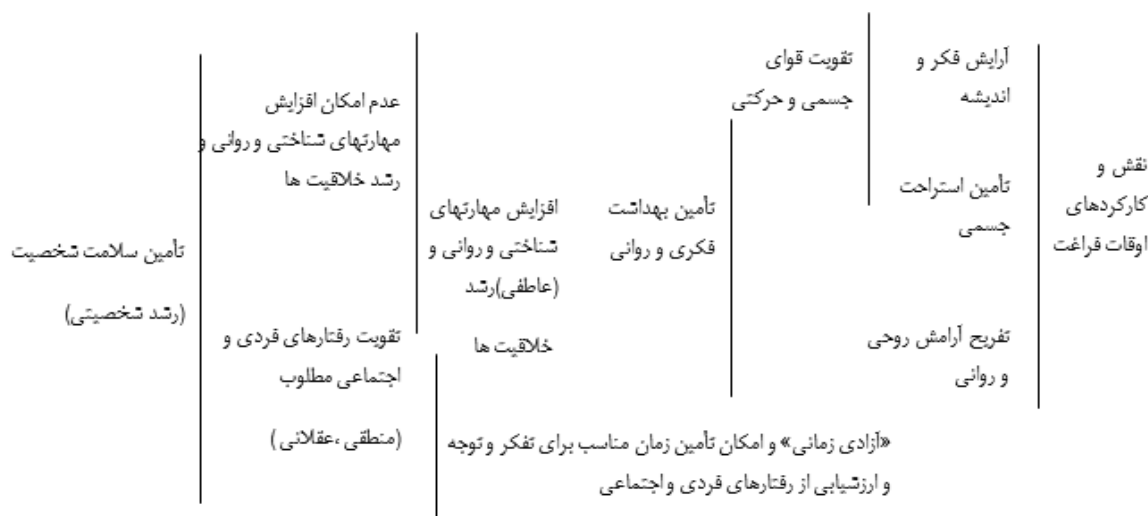 نقش و
کارکردهای
اوقات فراغت
آرایش فکر و
اندیشه
تأمین استراحت
جسمی
تفریح آرامش روحی
و روانی
تقویت قوای
جسمی و حرکتی
تأمین بهداشت
فکری و روانی
افزایش مهارتهای
شناختی و روانی و
(عاطفی)رشد
خلاقیت ها
«آزادی زمانی» و امکان تأمین زمان مناسب برای تفکر و توجه
و ارزشیابی از رفتارهای فردی و اجتماعی
عدم امکان افزایش
مهارتهای شناختی و روانی و
رشد خلاقیت ها
تقویت رفتارهای فردی و
اجتماعی مطلوب
(منطقی ،عقلانی )
تأمین سلامت شخصیت
(رشد شخصیتی)